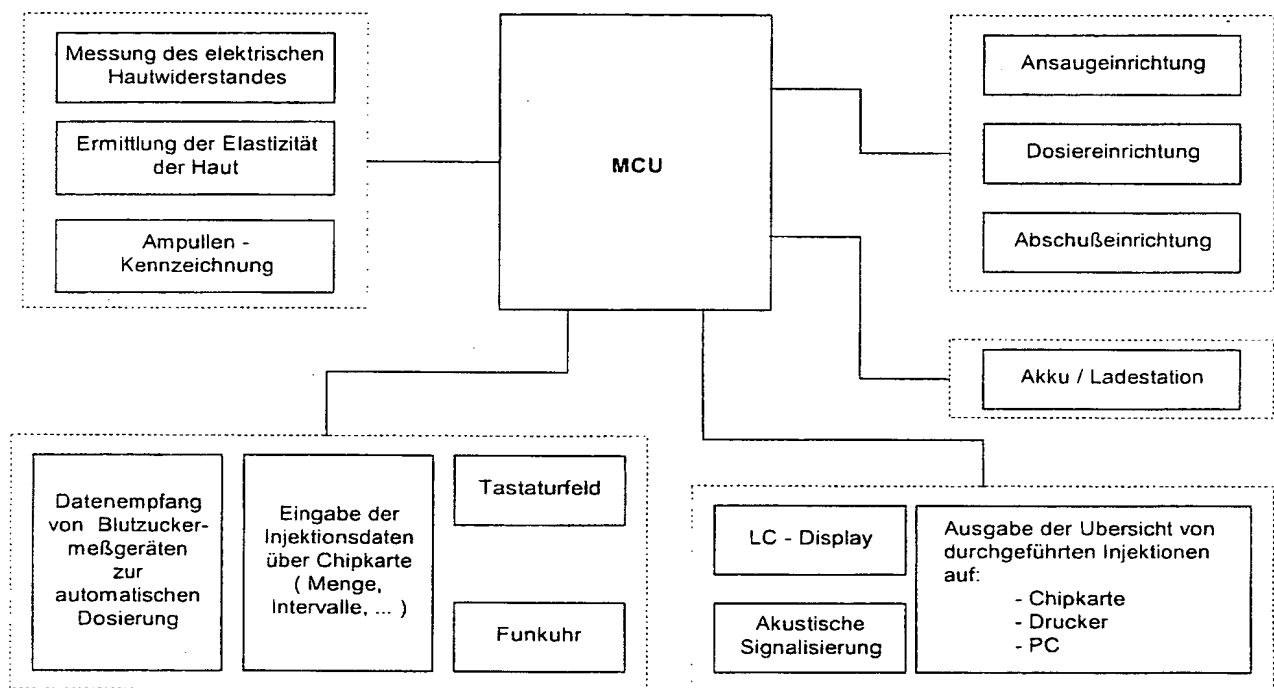 Messung des elektrischen
Hautwiderstandes
Ermittlung der Elastizität
der Haut
Ampullen -
Kennzeichnung
MCU
Ansaugeinrichtung
Dosiereinrichtung
Abschußeinrichtung
Akku / Ladestation
Datenempfang
von Blutzucker-
meßgeräten
zur
automatischen
Dosierung
Eingabe der
Injektionsdaten
über Chipkarte
( Menge,
Intervalle, ... )
Tastaturfeld
Funkuhr
LC - Display
Akustische
Signalisierung
Ausgabe der Ubersicht von
durchgeführten Injektionen
auf:
- Chipkarte
- Drucker
- PC